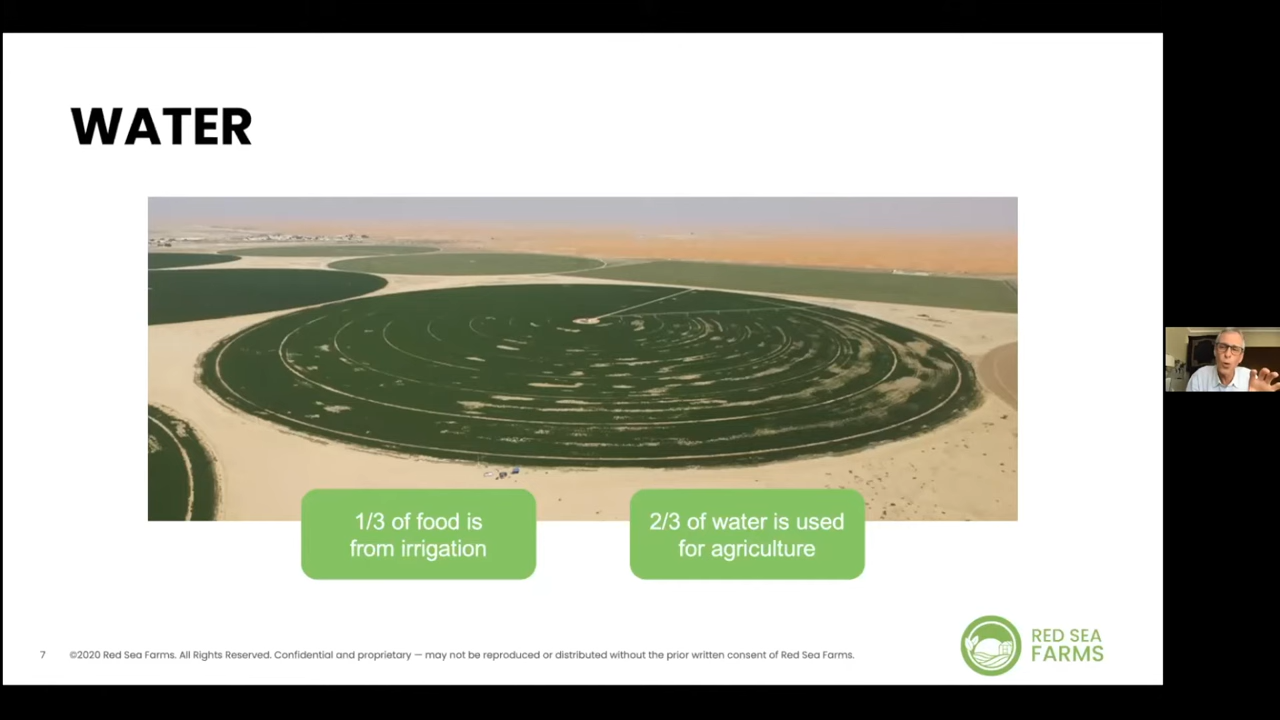 WATER
1/3 of food is
from irrigation
2/3 of water is used
for agriculture
7
©2020 Red Sea Farms. All Rights Reserved. Confidential and proprietary — may not be reproduced or distributed without the prior written consent of Red Sea Farms.
RED SEA
FARMS